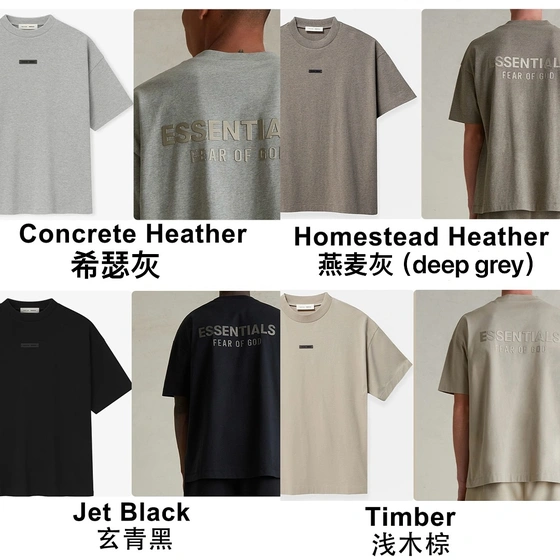 ESSENTIALS
FEAR OF GOD
ESSENTIALS
FEAR OF GOD
Concrete Heather
希瑟灰
Homestead Heather
燕麦灰 (deep grey)
ESSENTIALS
FEAR OF GOD
ESSENTIALS
FEAR OF GOD
Jet Black
玄青黑
Timber
浅木棕